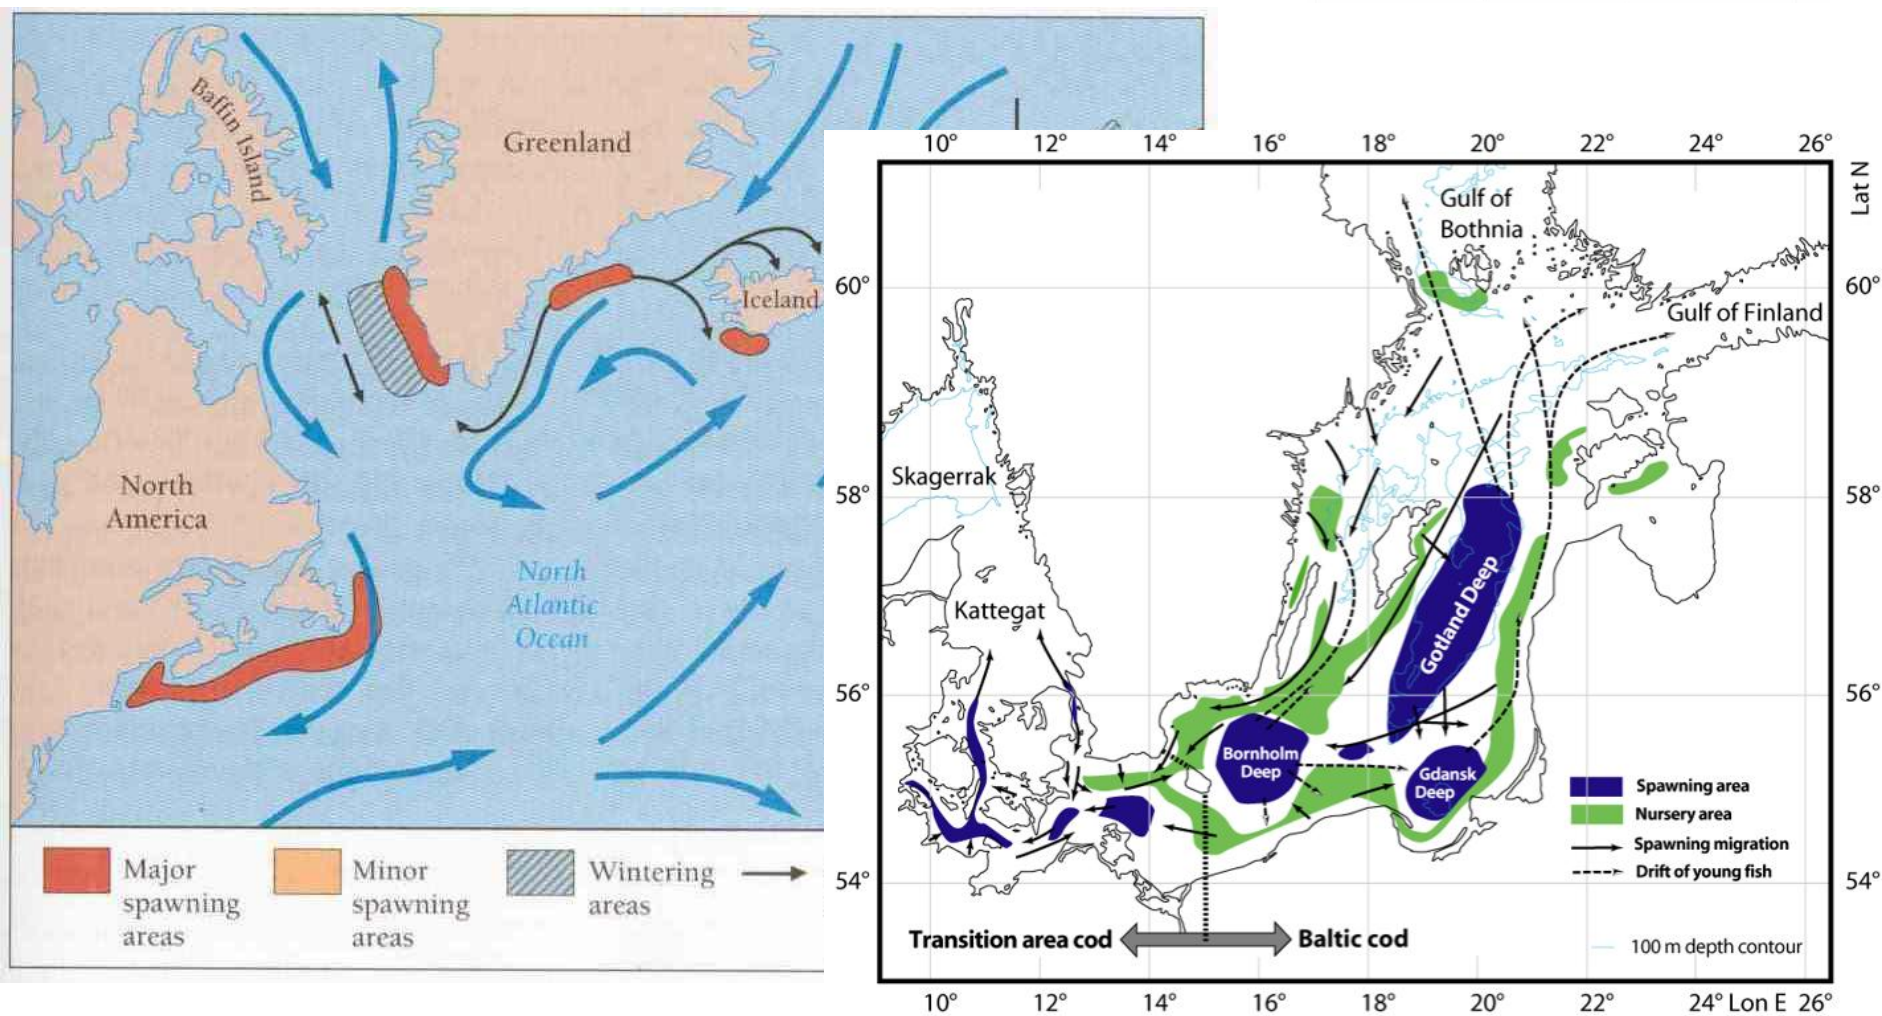 Baffin Island
Greenland
Iceland
North
America
North
Atlantic
Ocean
Major
spawning
areas
Minor
spawning
areas
Wintering
areas
10° 12° 14° 16° 18° 20° 22° 24° 26°
Lat N
Gulf of
Bothnia
60° 60°
Gulf of Finland
Skagerrak
58° 58°
Kattegat
Gotland Deep
56° 56°
Bornholm
Deep
Gdansk
Deep
Spawning area
Nursery area
Spawning migration
Drift of young fish
54° 54°
Transition area cod Baltic cod
100 m depth contour
10° 12° 14° 16° 18° 20° 22° 24° Lon E 26°